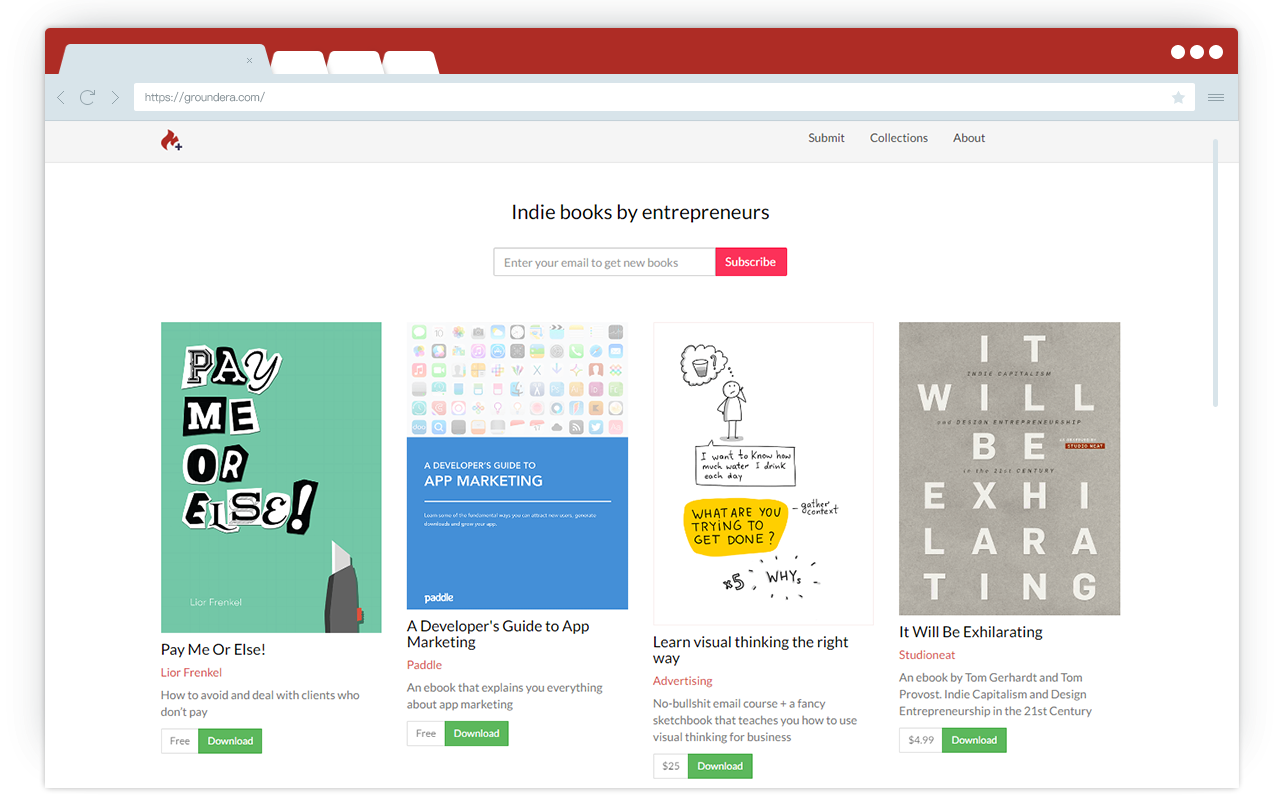 https://groundera.com/
Submit
Collections
About
Indie books by entrepreneurs
Enter your email to get new books
Subscribe
PAY
ME
OR
ELSE!
Lior Frenkel
Pay Me Or Else!
Lior Frenkel
How to avoid and deal with clients who
don't pay
Free
Download
A DEVELOPER'S GUIDE TO
APP MARKETING
Learn some of the fundamental ways you can attract new users, generate
downloads and grow your app.
paddle
A Developer's Guide to App
Marketing
Paddle
An ebook that explains you everything
about app marketing
Free
Download
I want to know how
much water I drink
each day
WHAT ARE YOU
TRYING TO
GET DONE?
- gather
context
x5 WHYs
Learn visual thinking the right
way
Advertising
No-bullshit email course + a fancy
sketchbook that teaches you how to use
visual thinking for business
$25
Download
IT
INDIE CAPITALISM
WILL
and DESIGN ENTREPRENEURSHIP
BE
STUDIO NEAT
in the 21st CENTURY
EXHI
LARA
TING
It Will Be Exhilarating
Studioneat
An ebook by Tom Gerhardt and Tom
Provost. Indie Capitalism and Design
Entrepreneurship in the 21st Century
$4.99
Download